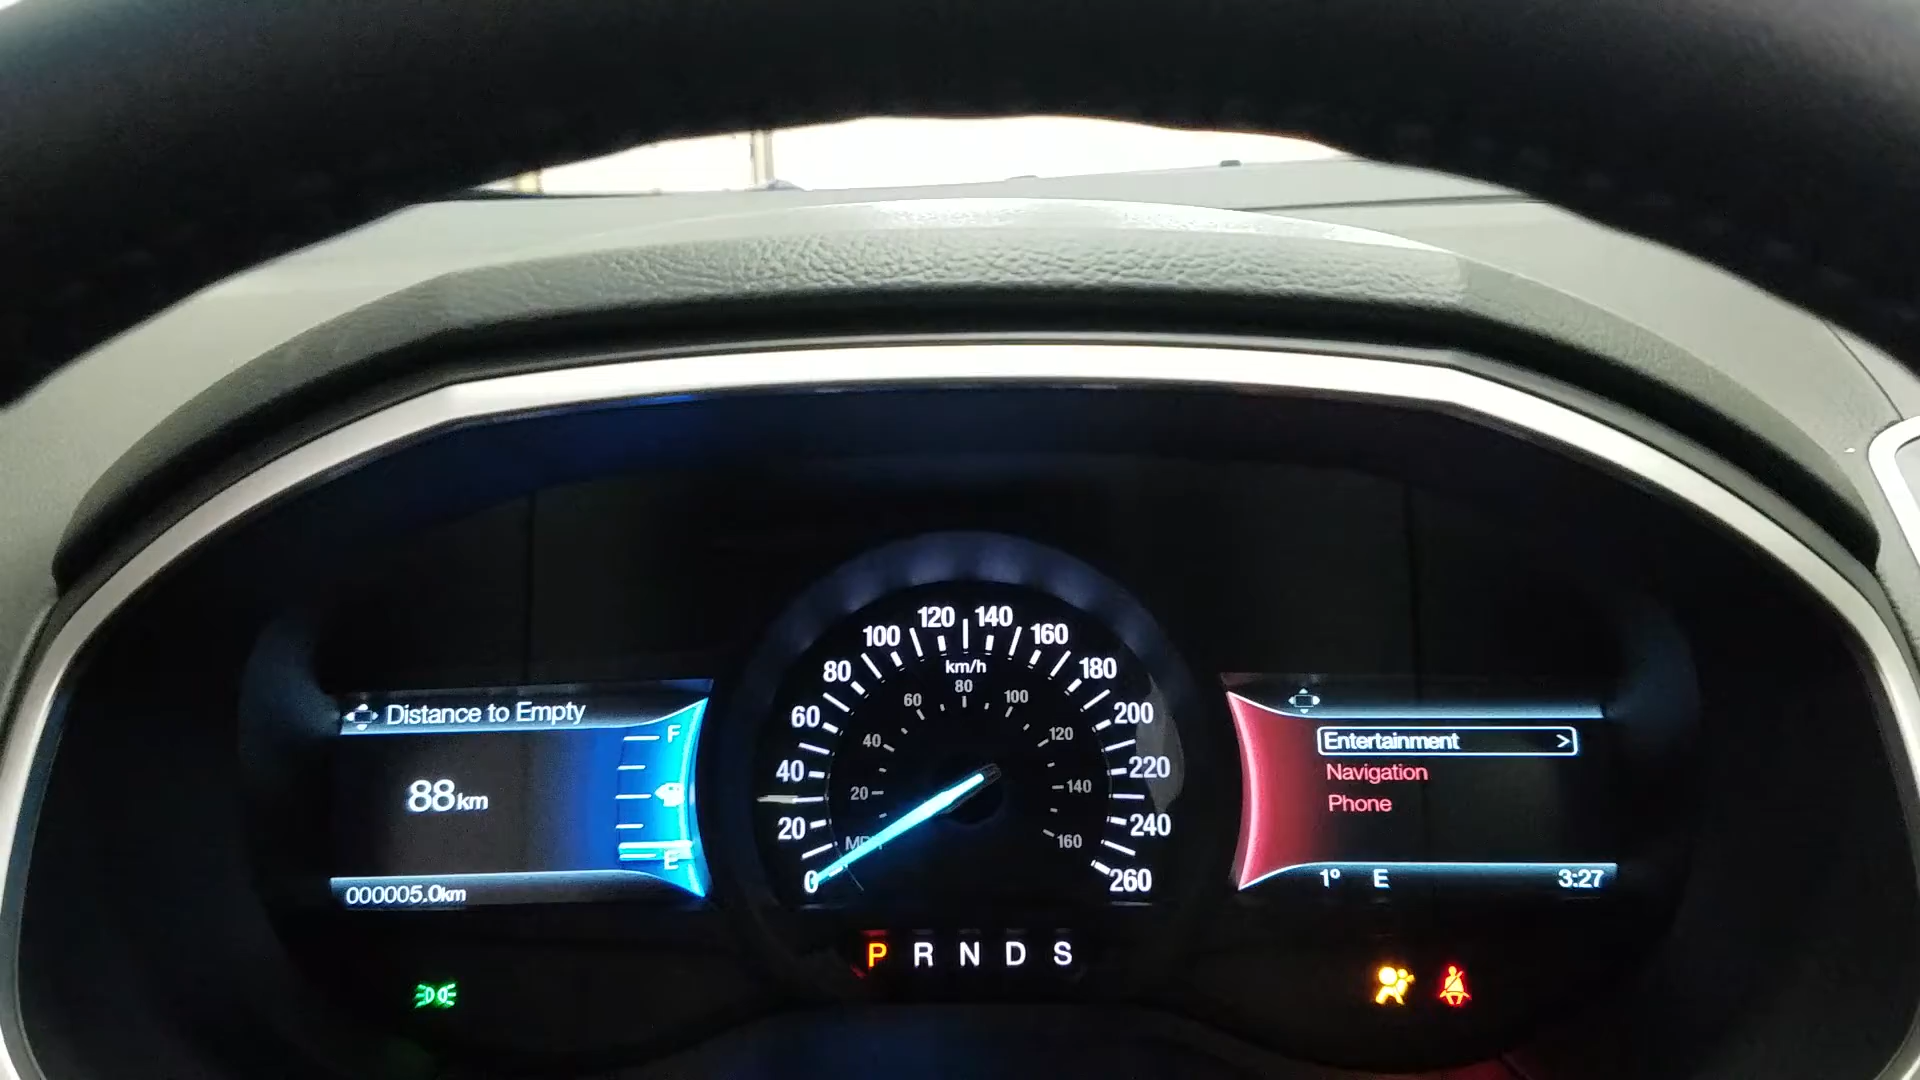 Distance to Empty
88km
F
E
000005.0km
0
20
40
60
80
100
120
140
160
180
200
220
240
260
km/h
20
40
60
80
100
120
140
160
P R N D S
Entertainment >
Navigation
Phone
1° E 3:27